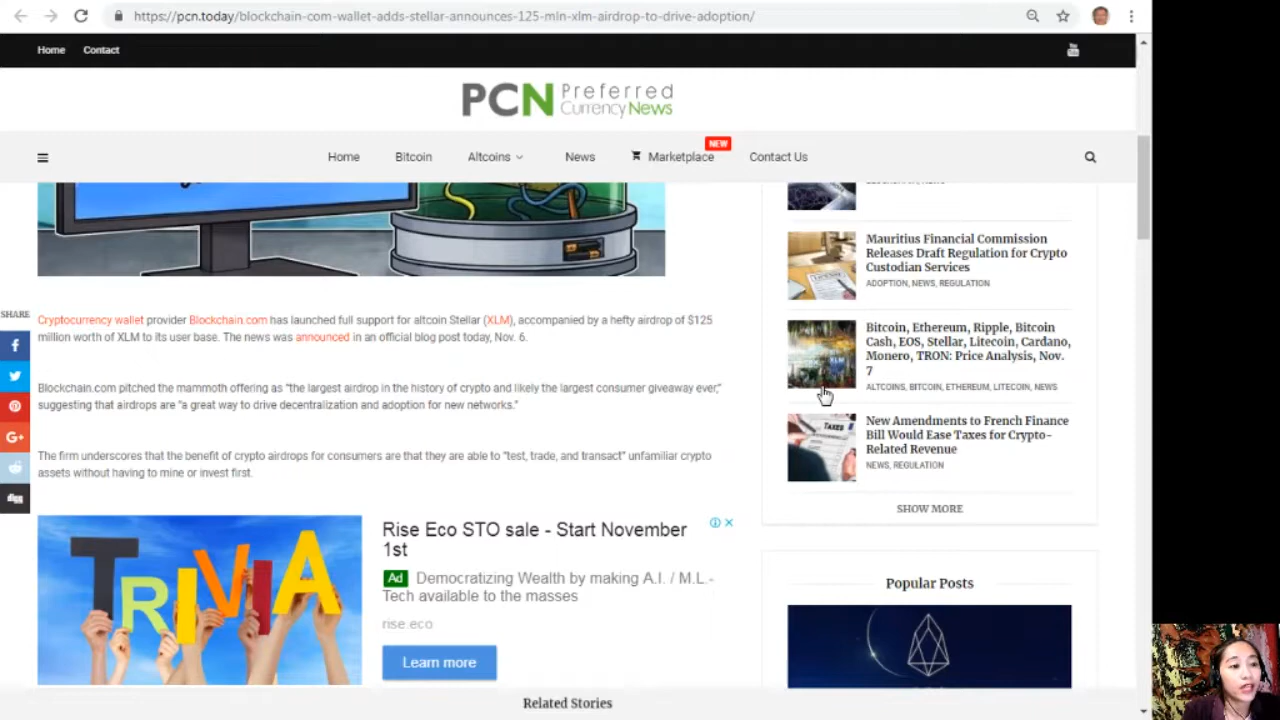 https://pcn.today/blockchain-com-wallet-adds-stellar-announces-125-mln-xlm-airdrop-to-drive-adoption/
Home Contact
PCN Preferred
CurrencyNews
Home Bitcoin Altcoins News Marketplace NEW Contact Us
Mauritius Financial Commission
Releases Draft Regulation for Crypto
Custodian Services
ADOPTION, NEWS, REGULATION
Bitcoin, Ethereum, Ripple, Bitcoin
Cash, EOS, Stellar, Litecoin, Cardano,
Monero, TRON: Price Analysis, Nov.
7
ALTCOINS, BITCOIN, ETHEREUM, LITECOIN, NEWS
New Amendments to French Finance
Bill Would Ease Taxes for Crypto-
Related Revenue
NEWS, REGULATION
SHOW MORE
Popular Posts
SHARE
Cryptocurrency wallet provider Blockchain.com has launched full support for altcoin Stellar (XLM), accompanied by a hefty airdrop of $125
million worth of XLM to its user base. The news was announced in an official blog post today, Nov. 6.
Blockchain.com pitched the mammoth offering as "the largest airdrop in the history of crypto and likely the largest consumer giveaway ever,"
suggesting that airdrops are "a great way to drive decentralization and adoption for new networks."
The firm underscores that the benefit of crypto airdrops for consumers are that they are able to "test, trade, and transact" unfamiliar crypto
assets without having to mine or invest first.
TRIVIA
Rise Eco STO sale - Start November
1st
Ad Democratizing Wealth by making A.I. / M.L.-
Tech available to the masses
rise.eco
Learn more
Related Stories